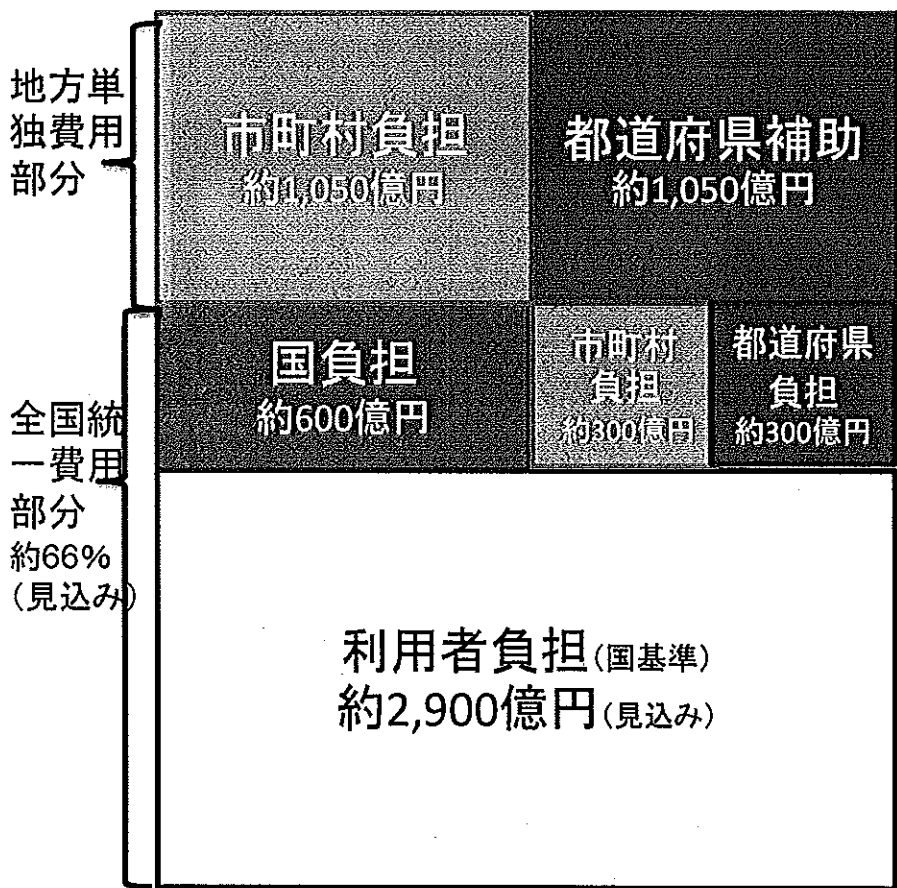 地方単
独費用
部分
市町村負担
約1,050億円
都道府県補助
約1,050億円
全国統
一費用
部分
約66%
(見込み)
国負担
約600億円
市町村
負担
約300億円
都道府県
負担
約300億円
利用者負担(国基準)
約2,900億円(見込み)